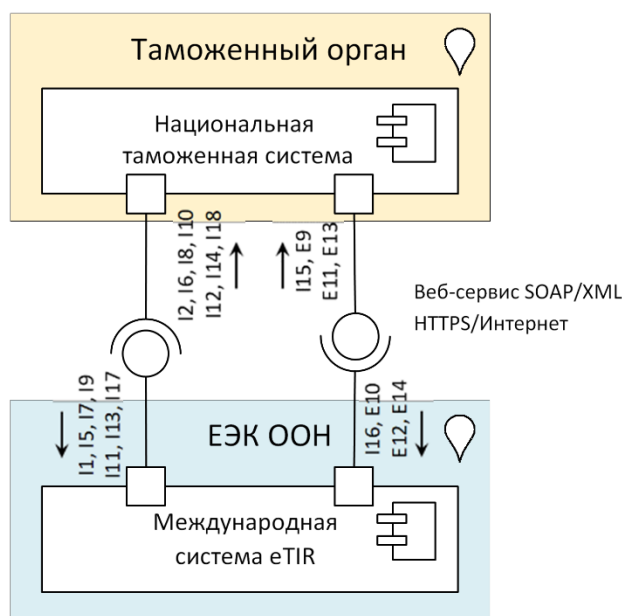 Таможенный орган
Национальная
таможенная система
I2, I6, I8, I10
I12, I14, I18
I15, E9
E11, E13
Веб-сервис SOAP/XML
HTTPS/Интернет
I1, I5, I7, I9
I11, I13, I17
ЕЭК ООН
I16, E10
E12, E14
Международная
система eTIR